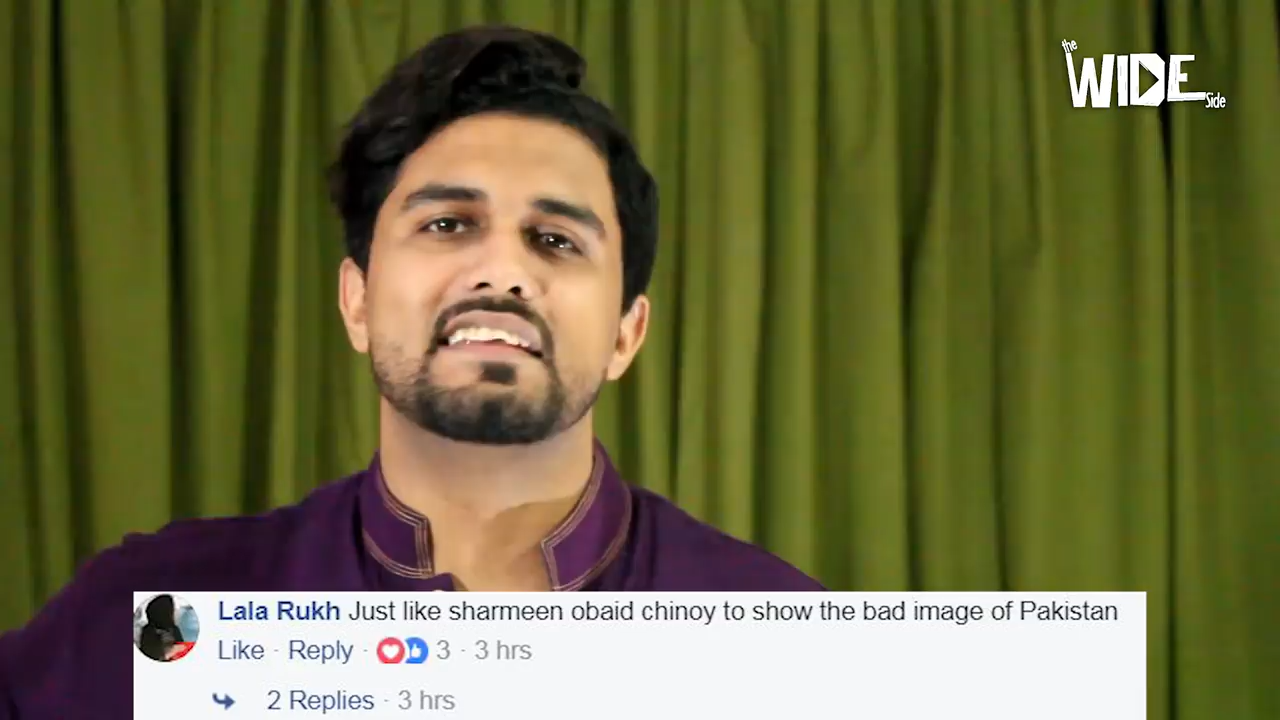 the
WIDE
Side
Lala Rukh Just like sharmeen obaid chinoy to show the bad image of Pakistan
Like · Reply · 3 · 3 hrs
2 Replies · 3 hrs